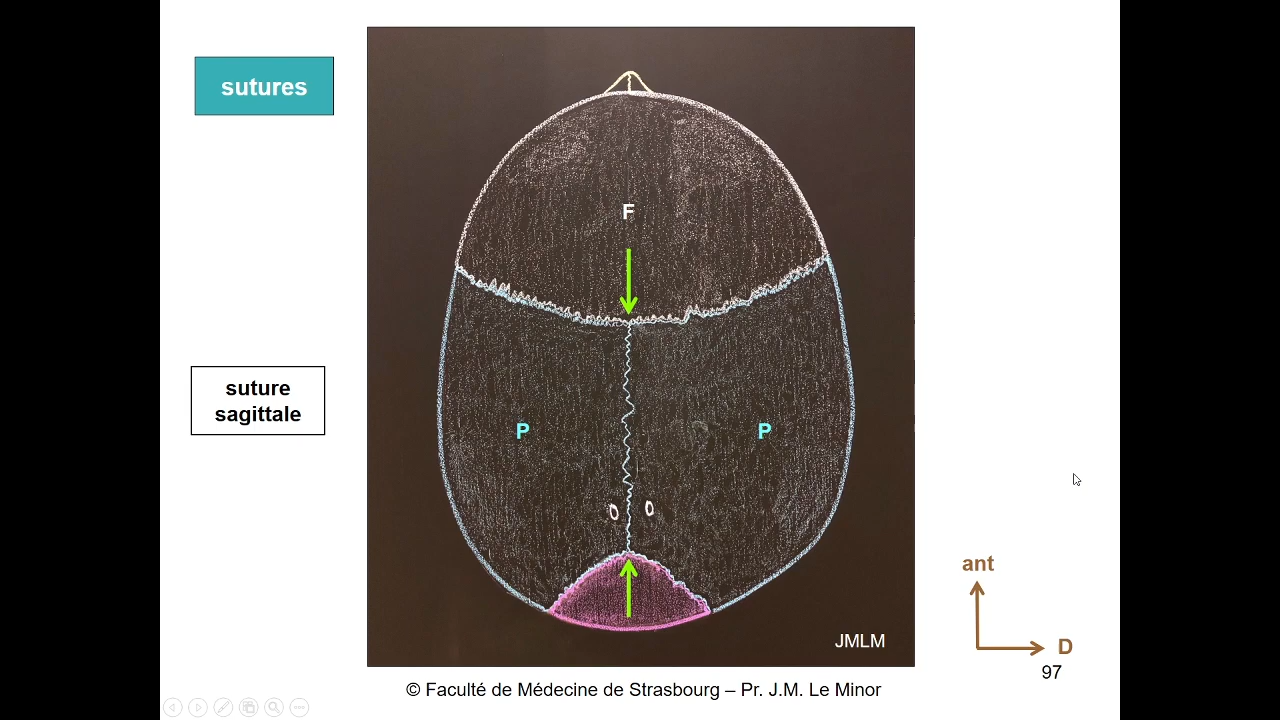 sutures
F
suture
sagittale
P
P
ant
D
JMLM
97
© Faculté de Médecine de Strasbourg – Pr. J.M. Le Minor